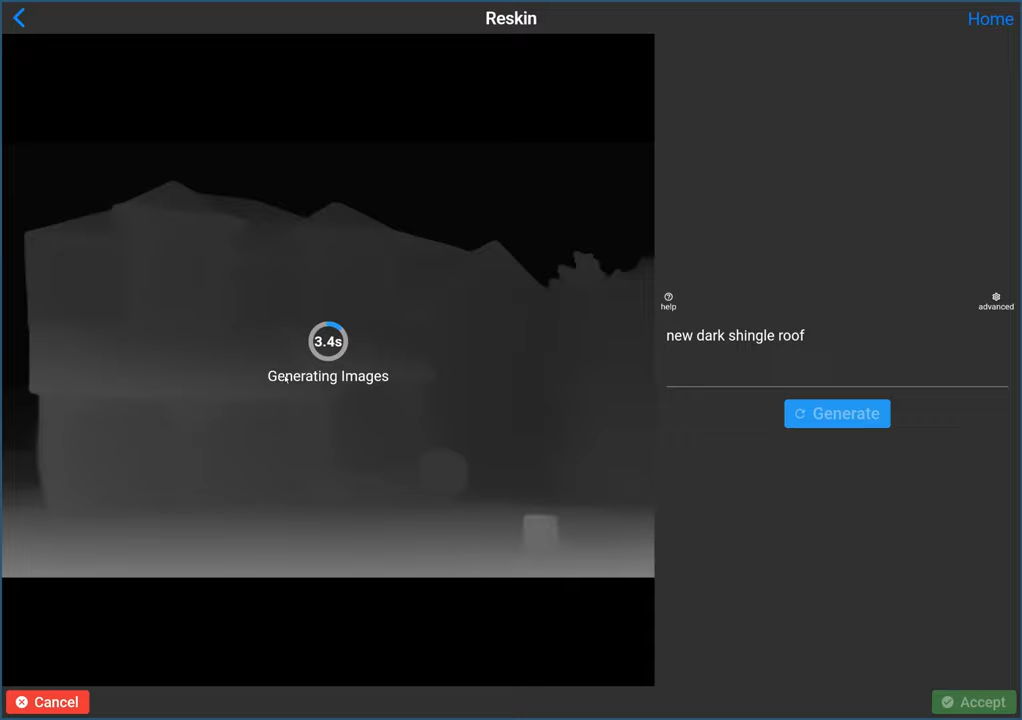 Reskin
Home
3.4s
Generating Images
help
advanced
new dark shingle roof
Generate
Cancel
Accept